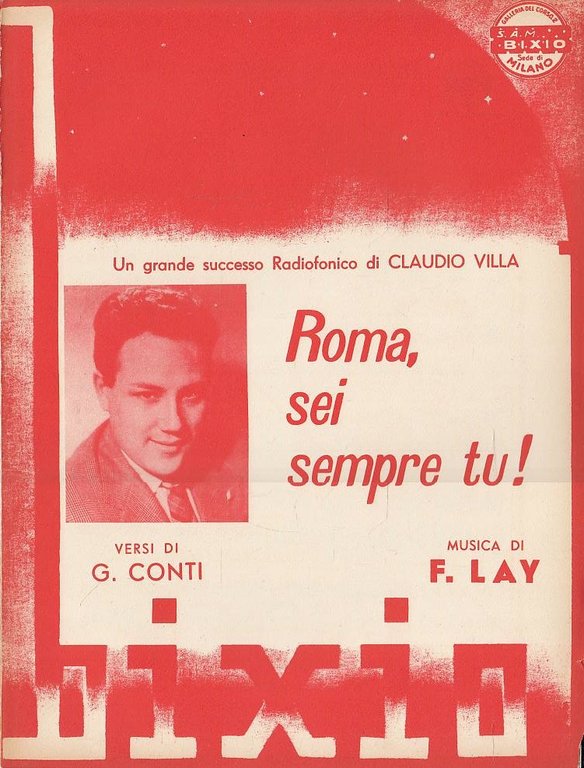 GALLERIA DEL CORSO 2
S.A.M.
BIXIO
Sede di
MILANO
Un grande successo Radiofonico di CLAUDIO VILLA
Roma,
sei
sempre tu!
VERSI DI
G. CONTI
MUSICA DI
F. LAY
bixio